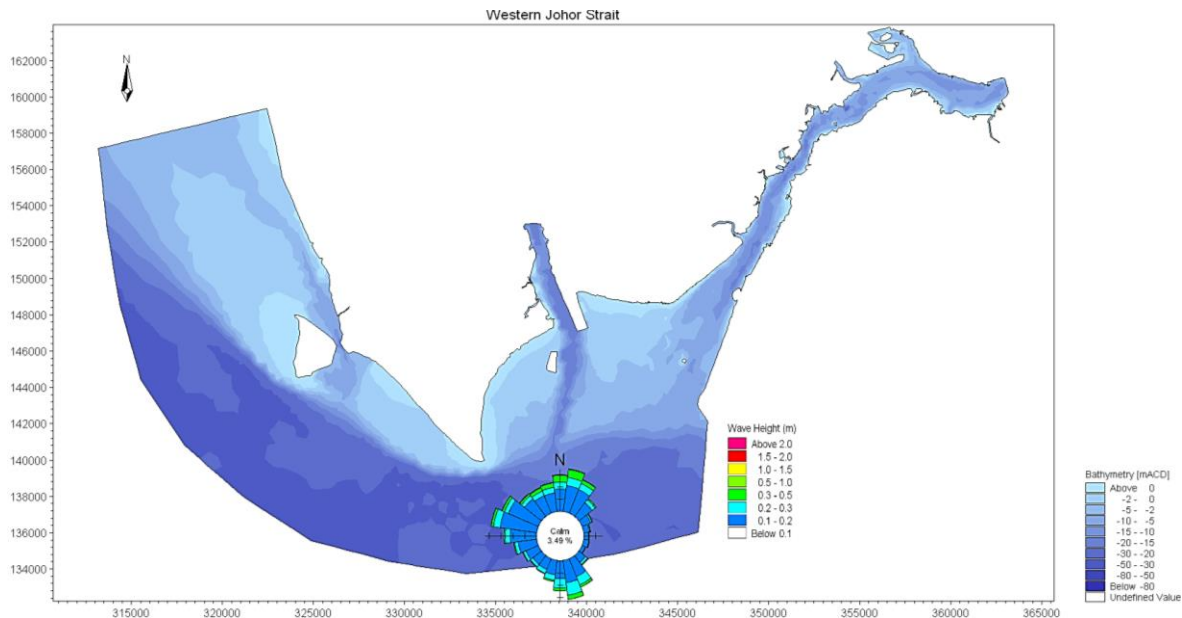 Western Johor Strait
N
162000
160000
158000
156000
154000
152000
150000
148000
146000
144000
142000
140000
138000
136000
134000
N
Calm
3.49 %
Wave Height (m)
Above 2.0
1.5 - 2.0
1.0 - 1.5
0.5 - 1.0
0.3 - 0.5
0.2 - 0.3
0.1 - 0.2
Below 0.1
Bathymetry [mACD]
Above 0
-2 - 0
-5 - -2
-10 - -5
-15 - -10
-20 - -15
-30 - -20
-50 - -30
-80 - -50
Below -80
Undefined Value
315000 320000 325000 330000 335000 340000 345000 350000 355000 360000 365000